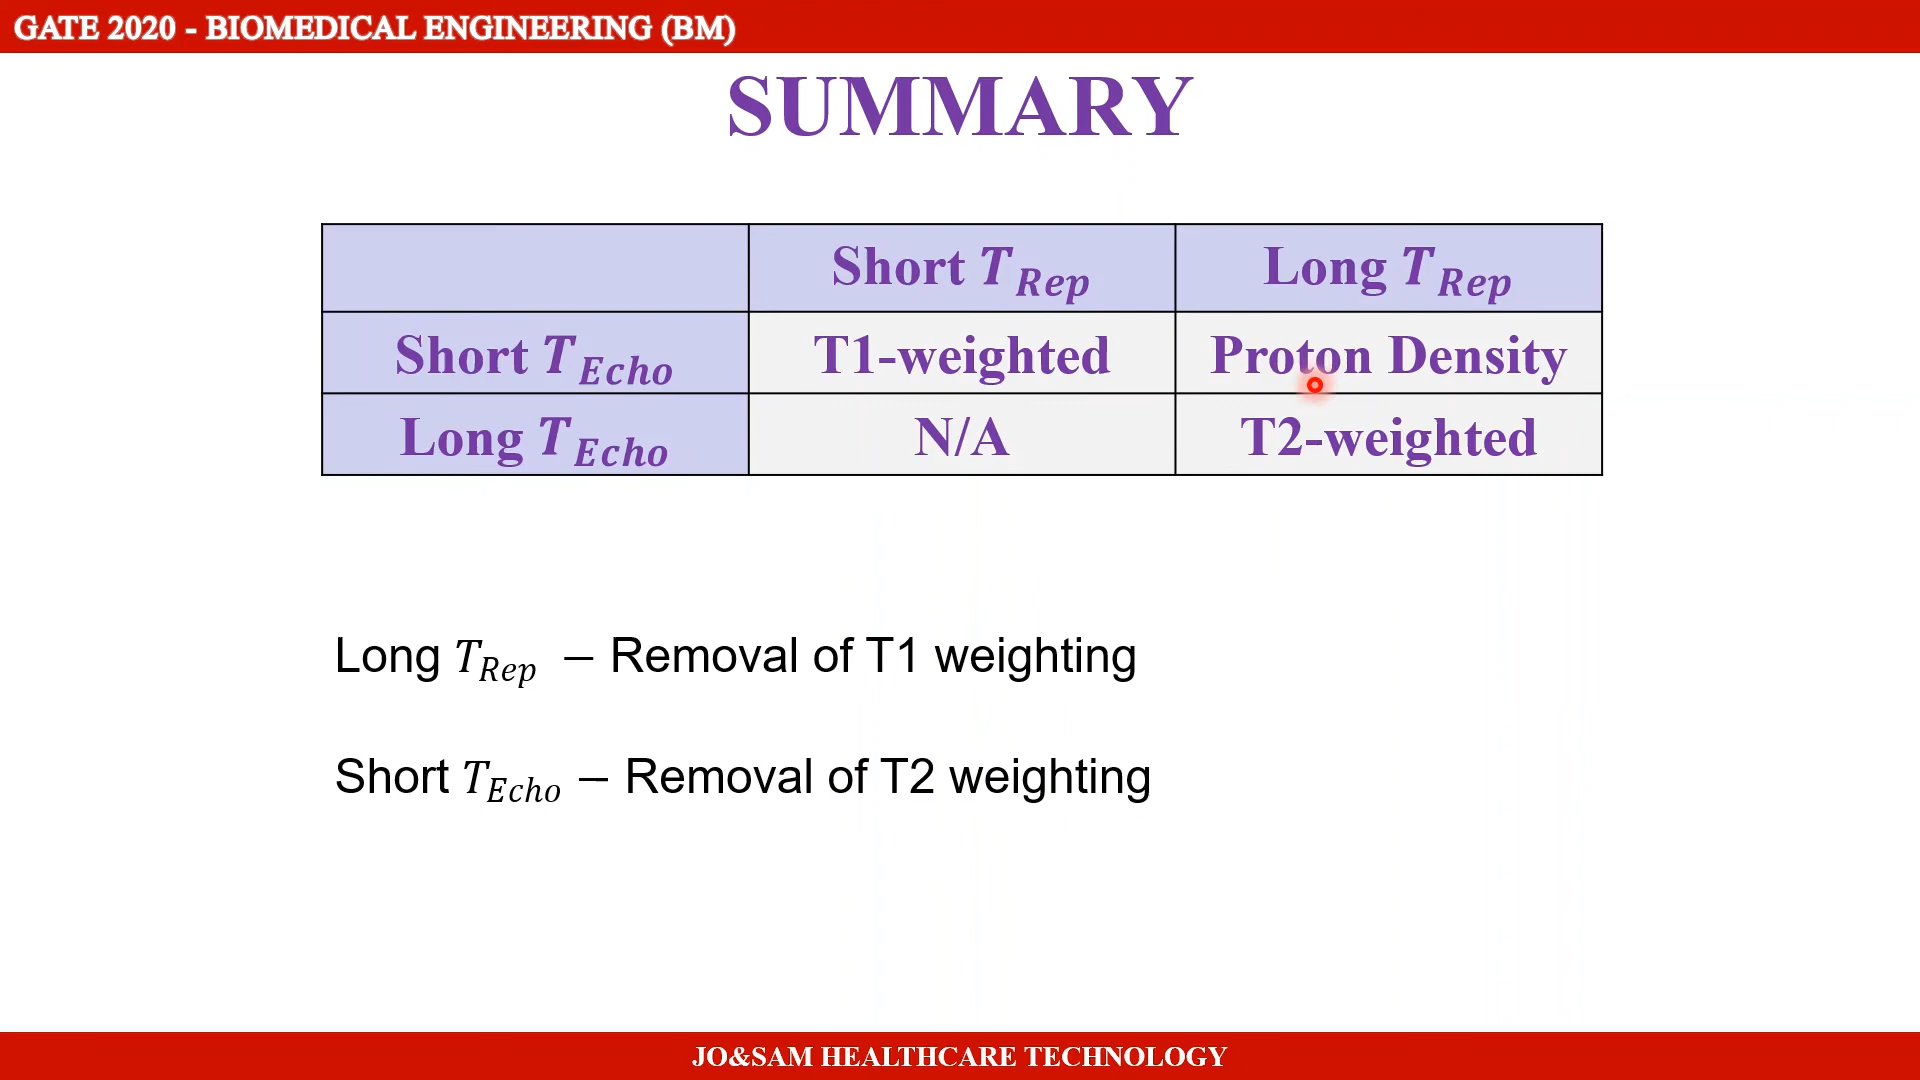 GATE 2020 - BIOMEDICAL ENGINEERING (BM)
SUMMARY
Short T_Rep Long T_Rep
Short T_Echo T1-weighted Proton Density
Long T_Echo N/A T2-weighted
Long T_Rep – Removal of T1 weighting
Short T_Echo – Removal of T2 weighting
JO&SAM HEALTHCARE TECHNOLOGY